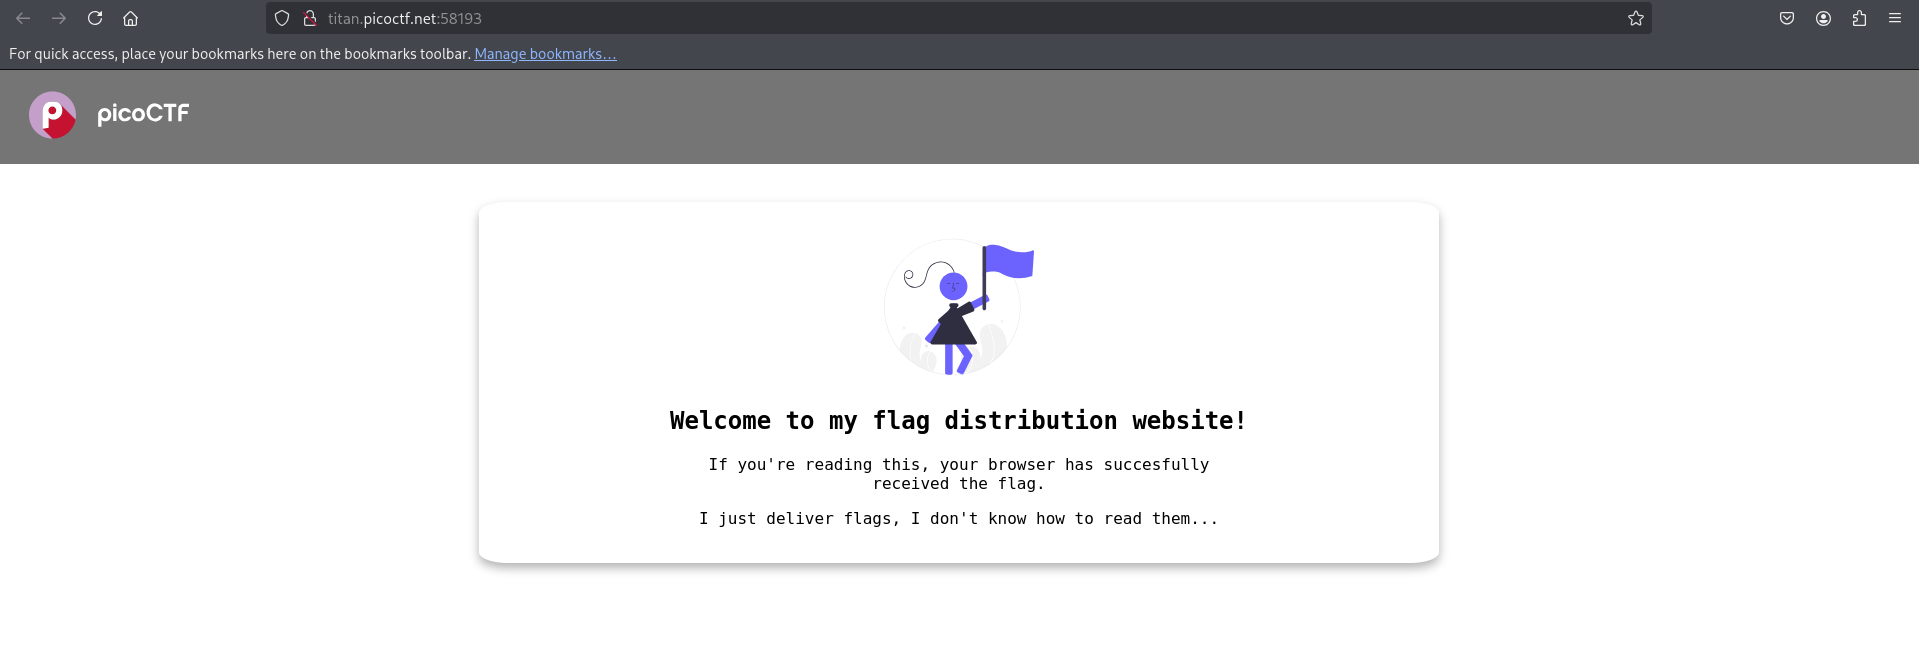 titan.picoctf.net:58193
For quick access, place your bookmarks here on the bookmarks toolbar. Manage bookmarks...
picoCTF
Welcome to my flag distribution website!
If you're reading this, your browser has succesfully
received the flag.
I just deliver flags, I don't know how to read them...